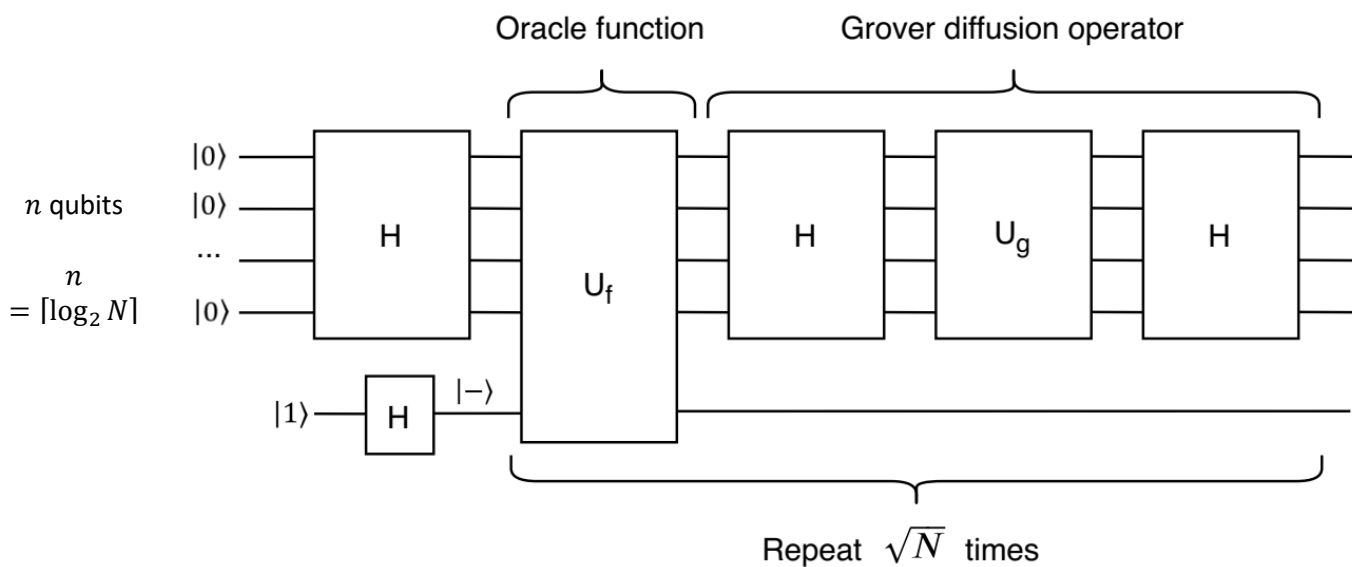 Oracle function
Grover diffusion operator
|0⟩
n qubits
|0⟩
H
H
U_g
H
...
n
= ⌈log₂ N⌉
|0⟩
U_f
|1⟩
H
|−⟩
Repeat √N times